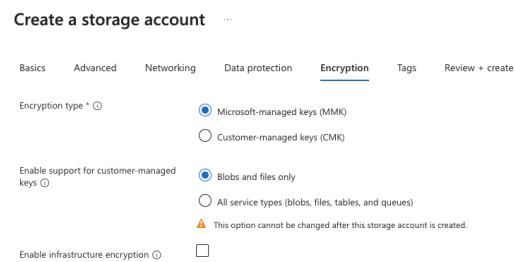 Create a storage account ...
Basics Advanced Networking Data protection Encryption Tags Review + create
Encryption type * Microsoft-managed keys (MMK)
Customer-managed keys (CMK)
Enable support for customer-managed
keys
Blobs and files only
All service types (blobs, files, tables, and queues)
This option cannot be changed after this storage account is created.
Enable infrastructure encryption